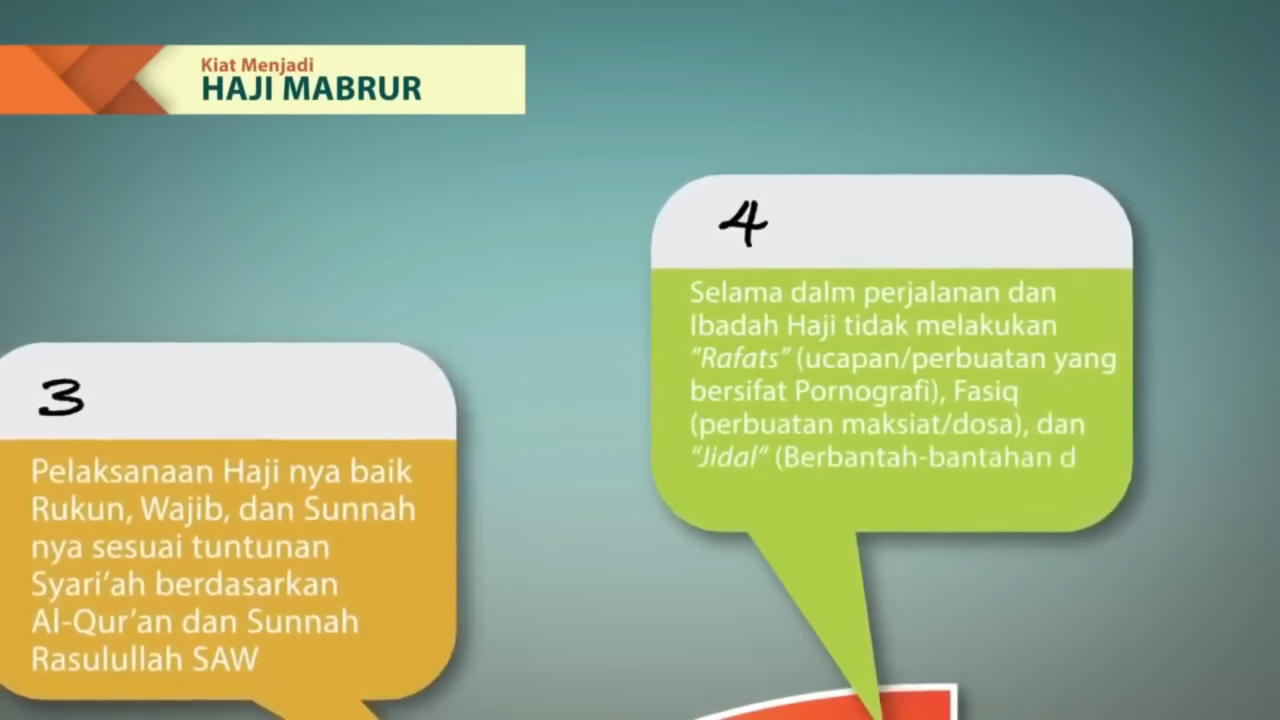 Kiat Menjadi
HAJI MABRUR
3
Pelaksanaan Haji nya baik
Rukun, Wajib, dan Sunnah
nya sesuai tuntunan
Syari’ah berdasarkan
Al-Qur’an dan Sunnah
Rasulullah SAW
4
Selama dalm perjalanan dan
Ibadah Haji tidak melakukan
”Rafats” (ucapan/perbuatan yang
bersifat Pornografi), Fasiq
(perbuatan maksiat/dosa), dan
“Jidal” (Berbantah-bantahan d